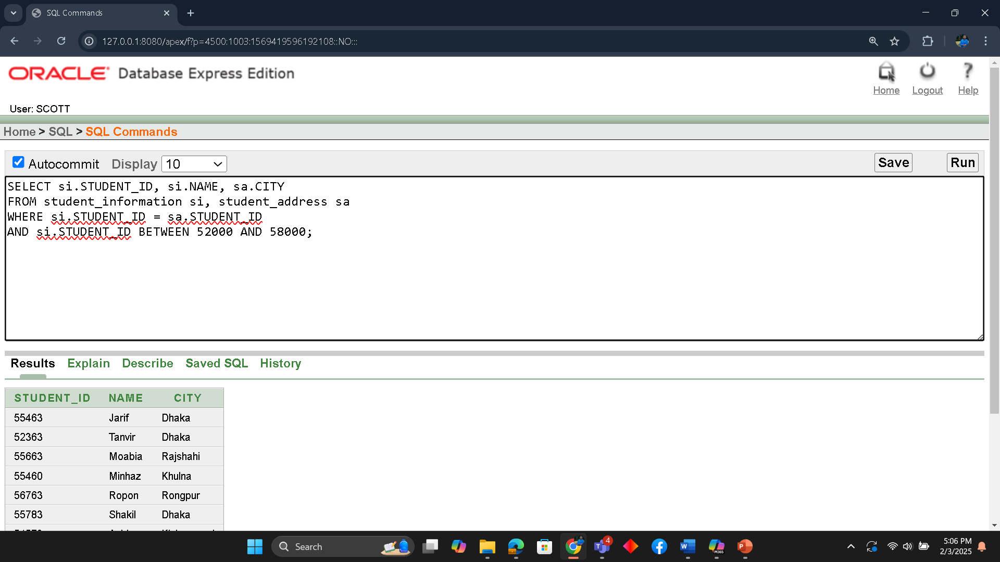 SQL Commands
127.0.0.1:8080/apex/f?p=4500:1003:1569419596192108::NO:::
ORACLE Database Express Edition
Home Logout Help
User: SCOTT
Home > SQL > SQL Commands
Autocommit Display 10 Save Run
SELECT si.STUDENT_ID, si.NAME, sa.CITY
FROM student_information si, student_address sa
WHERE si.STUDENT_ID = sa.STUDENT_ID
AND si.STUDENT_ID BETWEEN 52000 AND 58000;
Results Explain Describe Saved SQL History
STUDENT_ID NAME CITY
55463 Jarif Dhaka
52363 Tanvir Dhaka
55663 Moabia Rajshahi
55460 Minhaz Khulna
56763 Ropon Rongpur
55783 Shakil Dhaka
Search
4
5:06 PM
2/3/2025